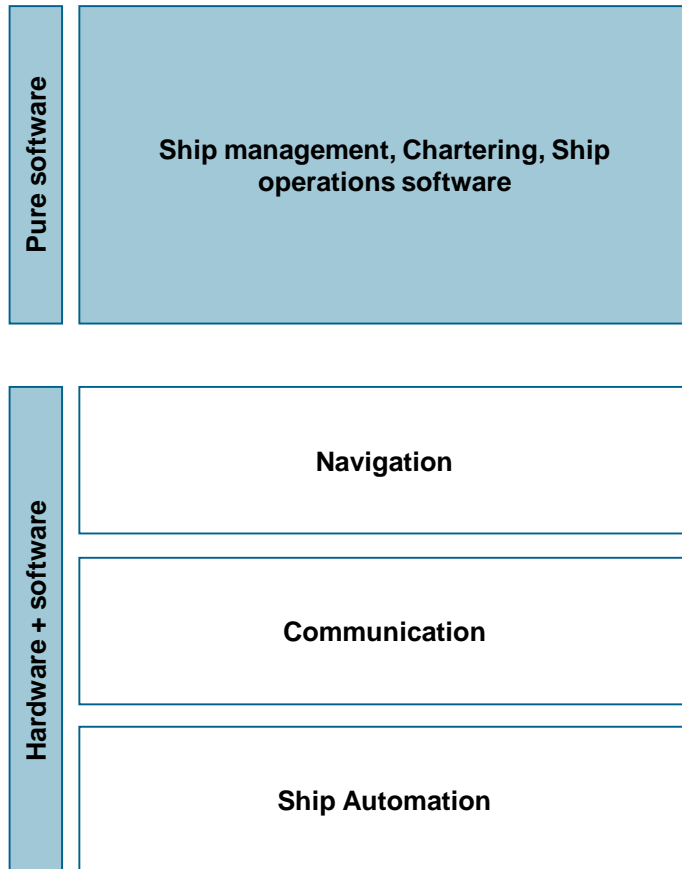 Pure software
Ship management, Chartering, Ship
operations software
Hardware + software
Navigation
Communication
Ship Automation